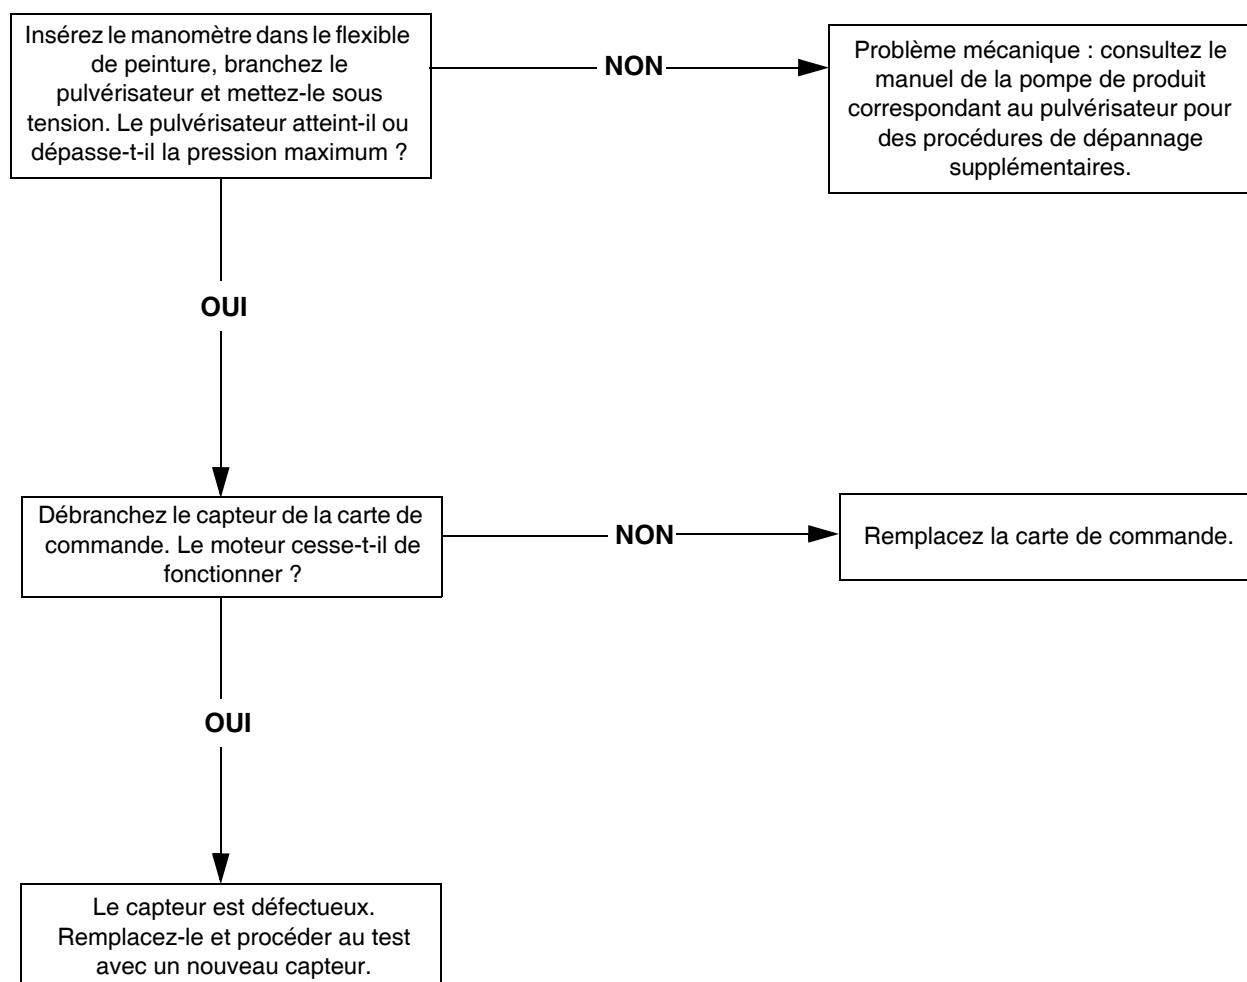 Insérez le manomètre dans le flexible
de peinture, branchez le
pulvérisateur et mettez-le sous
tension. Le pulvérisateur atteint-il ou
dépasse-t-il la pression maximum ?
NON
Problème mécanique : consultez le
manuel de la pompe de produit
correspondant au pulvérisateur pour
des procédures de dépannage
supplémentaires.
OUI
Débranchez le capteur de la carte de
commande. Le moteur cesse-t-il de
fonctionner ?
NON
Remplacez la carte de commande.
OUI
Le capteur est défectueux.
Remplacez-le et procéder au test
avec un nouveau capteur.